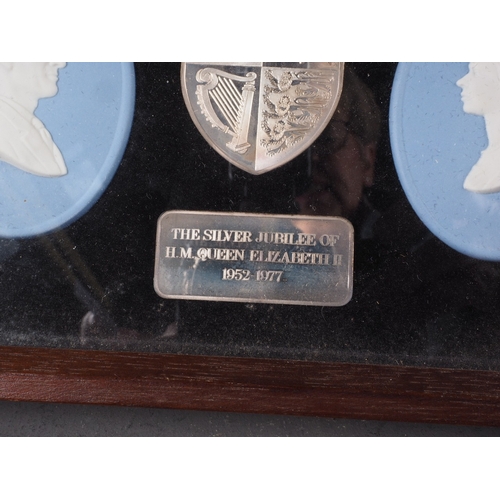 THE SILVER JUBILEE OF
H.M. QUEEN ELIZABETH II
1952-1977